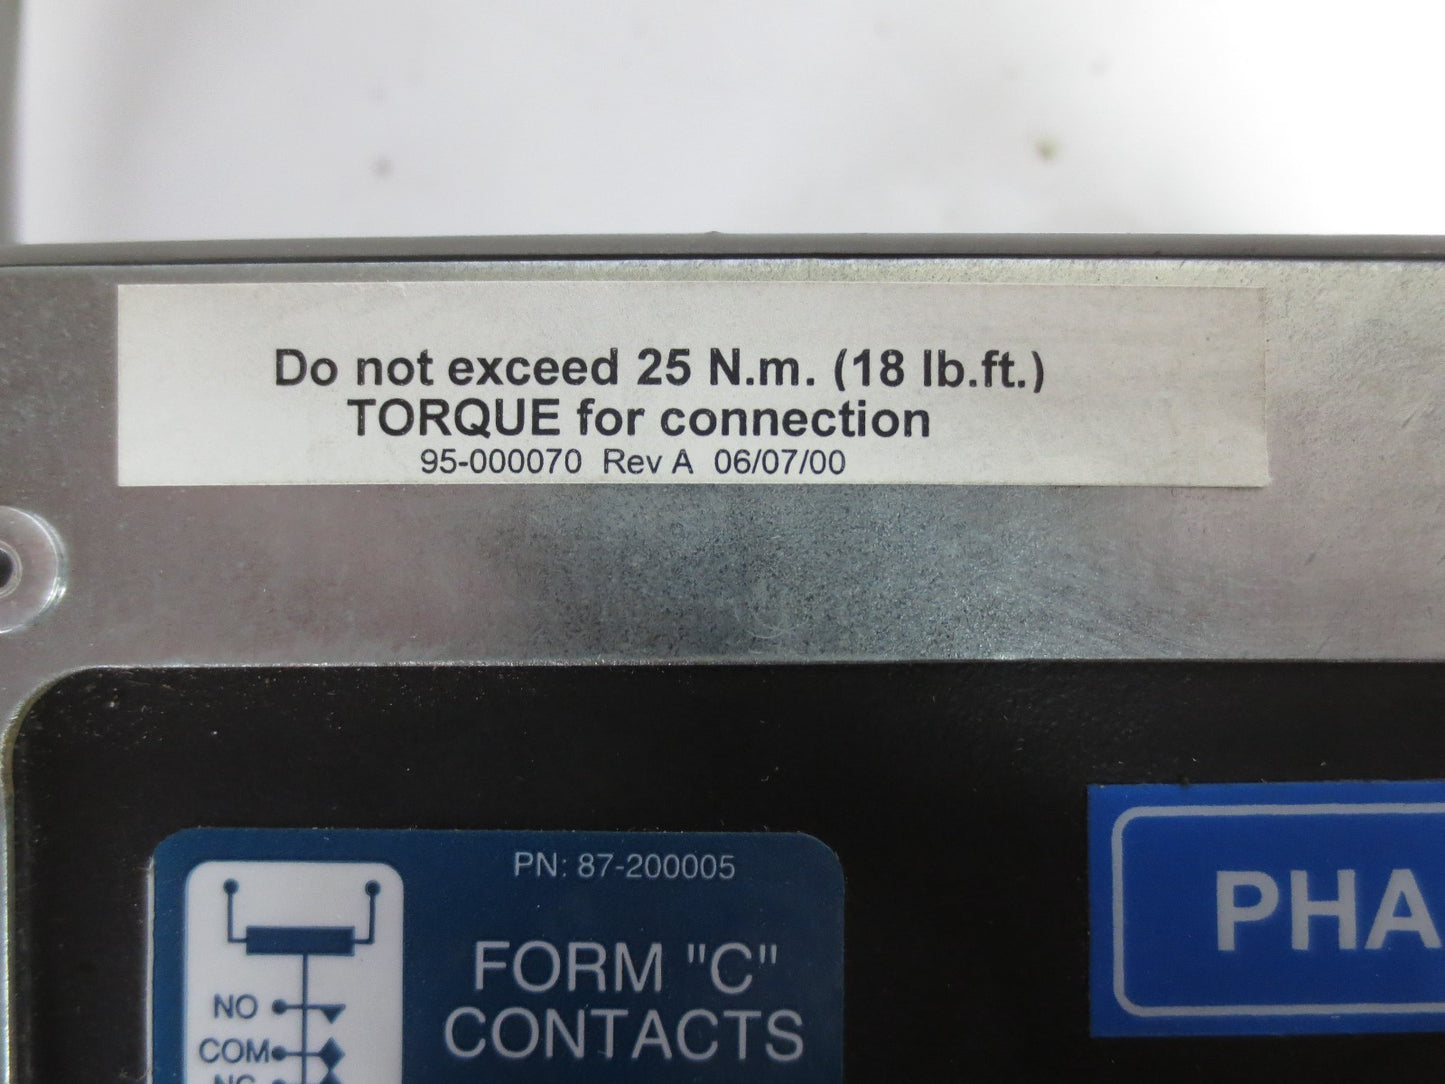 Do not exceed 25 N.m. (18 lb.ft.)
TORQUE for connection
95-000070 Rev A 06/07/00
PN: 87-200005
FORM "C"
CONTACTS
NO
COM
NC
PHA